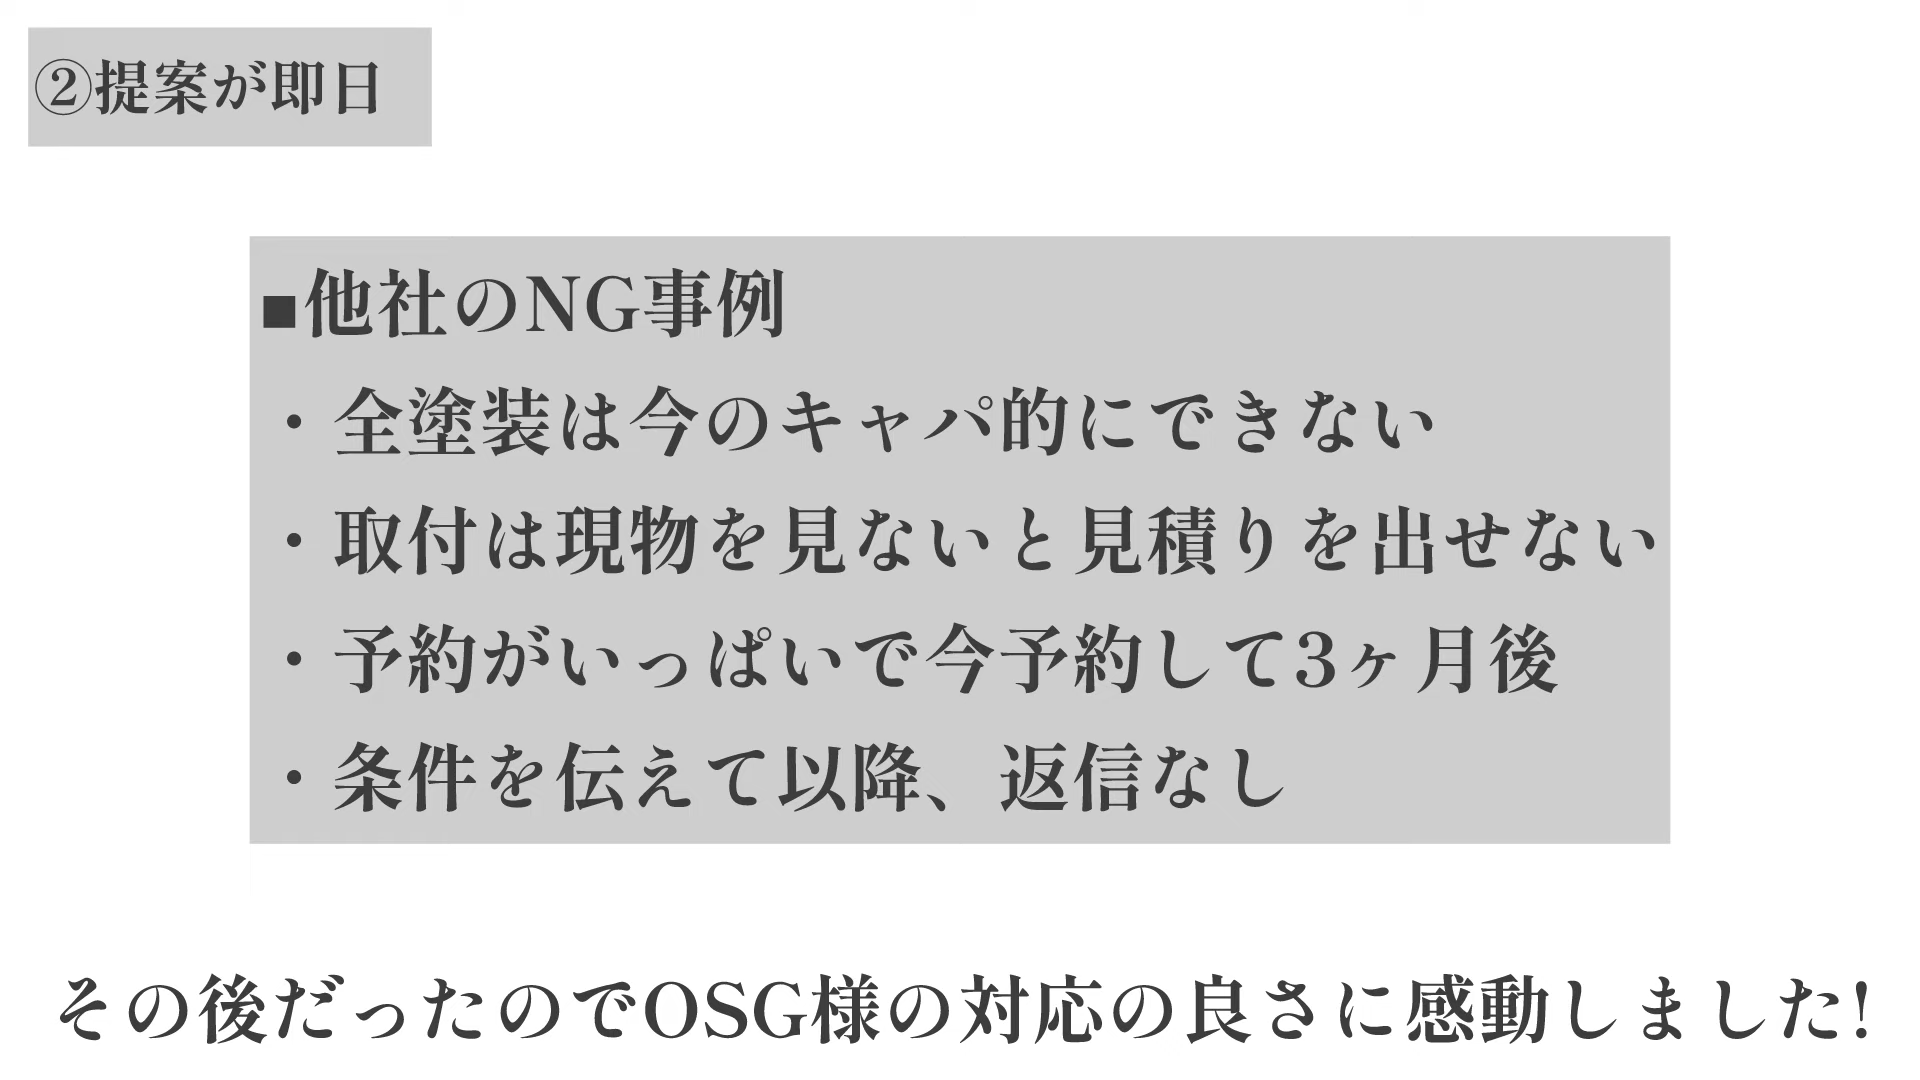 ②提案が即日
■他社のNG事例
・全塗装は今のキャパ的にできない
・取付は現物を見ないと見積りを出せない
・予約がいっぱいで今予約して3ヶ月後
・条件を伝えて以降、返信なし
その後だったのでOSG様の対応の良さに感動しました!